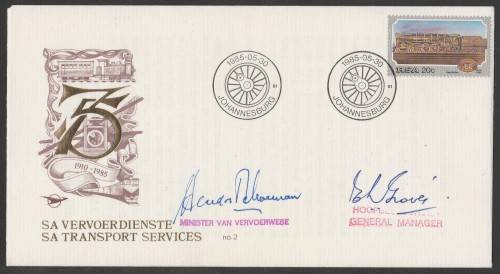 1985-05-30
JOHANNESBURG
1985-05-30
JOHANNESBURG
RSA 20c
75
1910-1985
SA VERVOERDIENSTE
SA TRANSPORT SERVICES
MINISTER VAN VERVOERWESE
no.2
GENERAL MANAGER